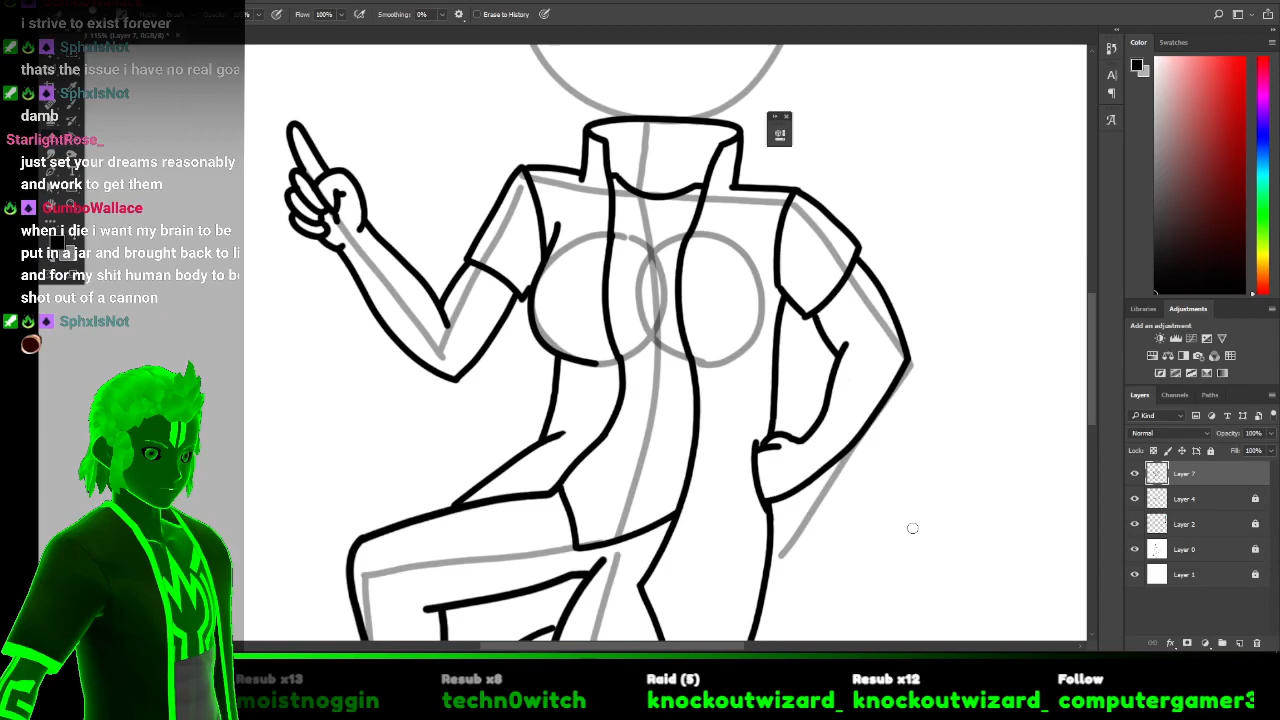 Flow: 100% Smoothing: 0% Erase to History
i strive to exist forever
115% (Layer 7, RGB/8) *
SphxIsNot
thats the issue i have no real goa
SphxIsNot
damb
StarlightRose_
just set your dreams reasonably
and work to get them
GumboWallace
when i die i want my brain to be
put in a jar and brought back to li
and for my shit human body to be
shot out of a cannon
SphxIsNot
Color Swatches
Libraries Adjustments
Add an adjustment
Layers Channels Paths
Kind
Normal Opacity: 100%
Lock: Fill: 100%
Layer 7
Layer 4
Layer 2
Layer 0
Layer 1
Resub x13 Resub x8 Raid (5) Resub x12 Follow
moistnoggin techn0witch knockoutwizard_ knockoutwizard_ computergamer3